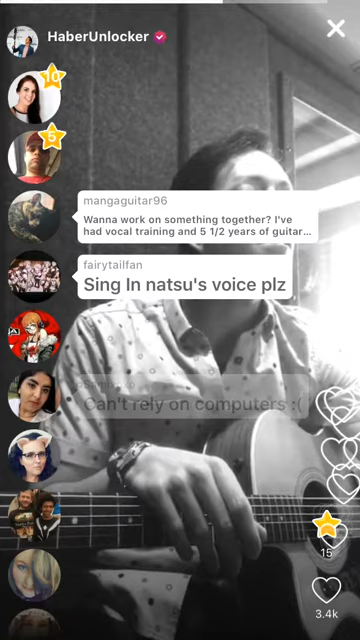 HaberUnlocker
10
5
mangaguitar96
Wanna work on something together? I've
had vocal training and 5 1/2 years of guitar...
fairytailfan
Sing In natsu's voice plz
Can't rely on computers :(
15
3.4k